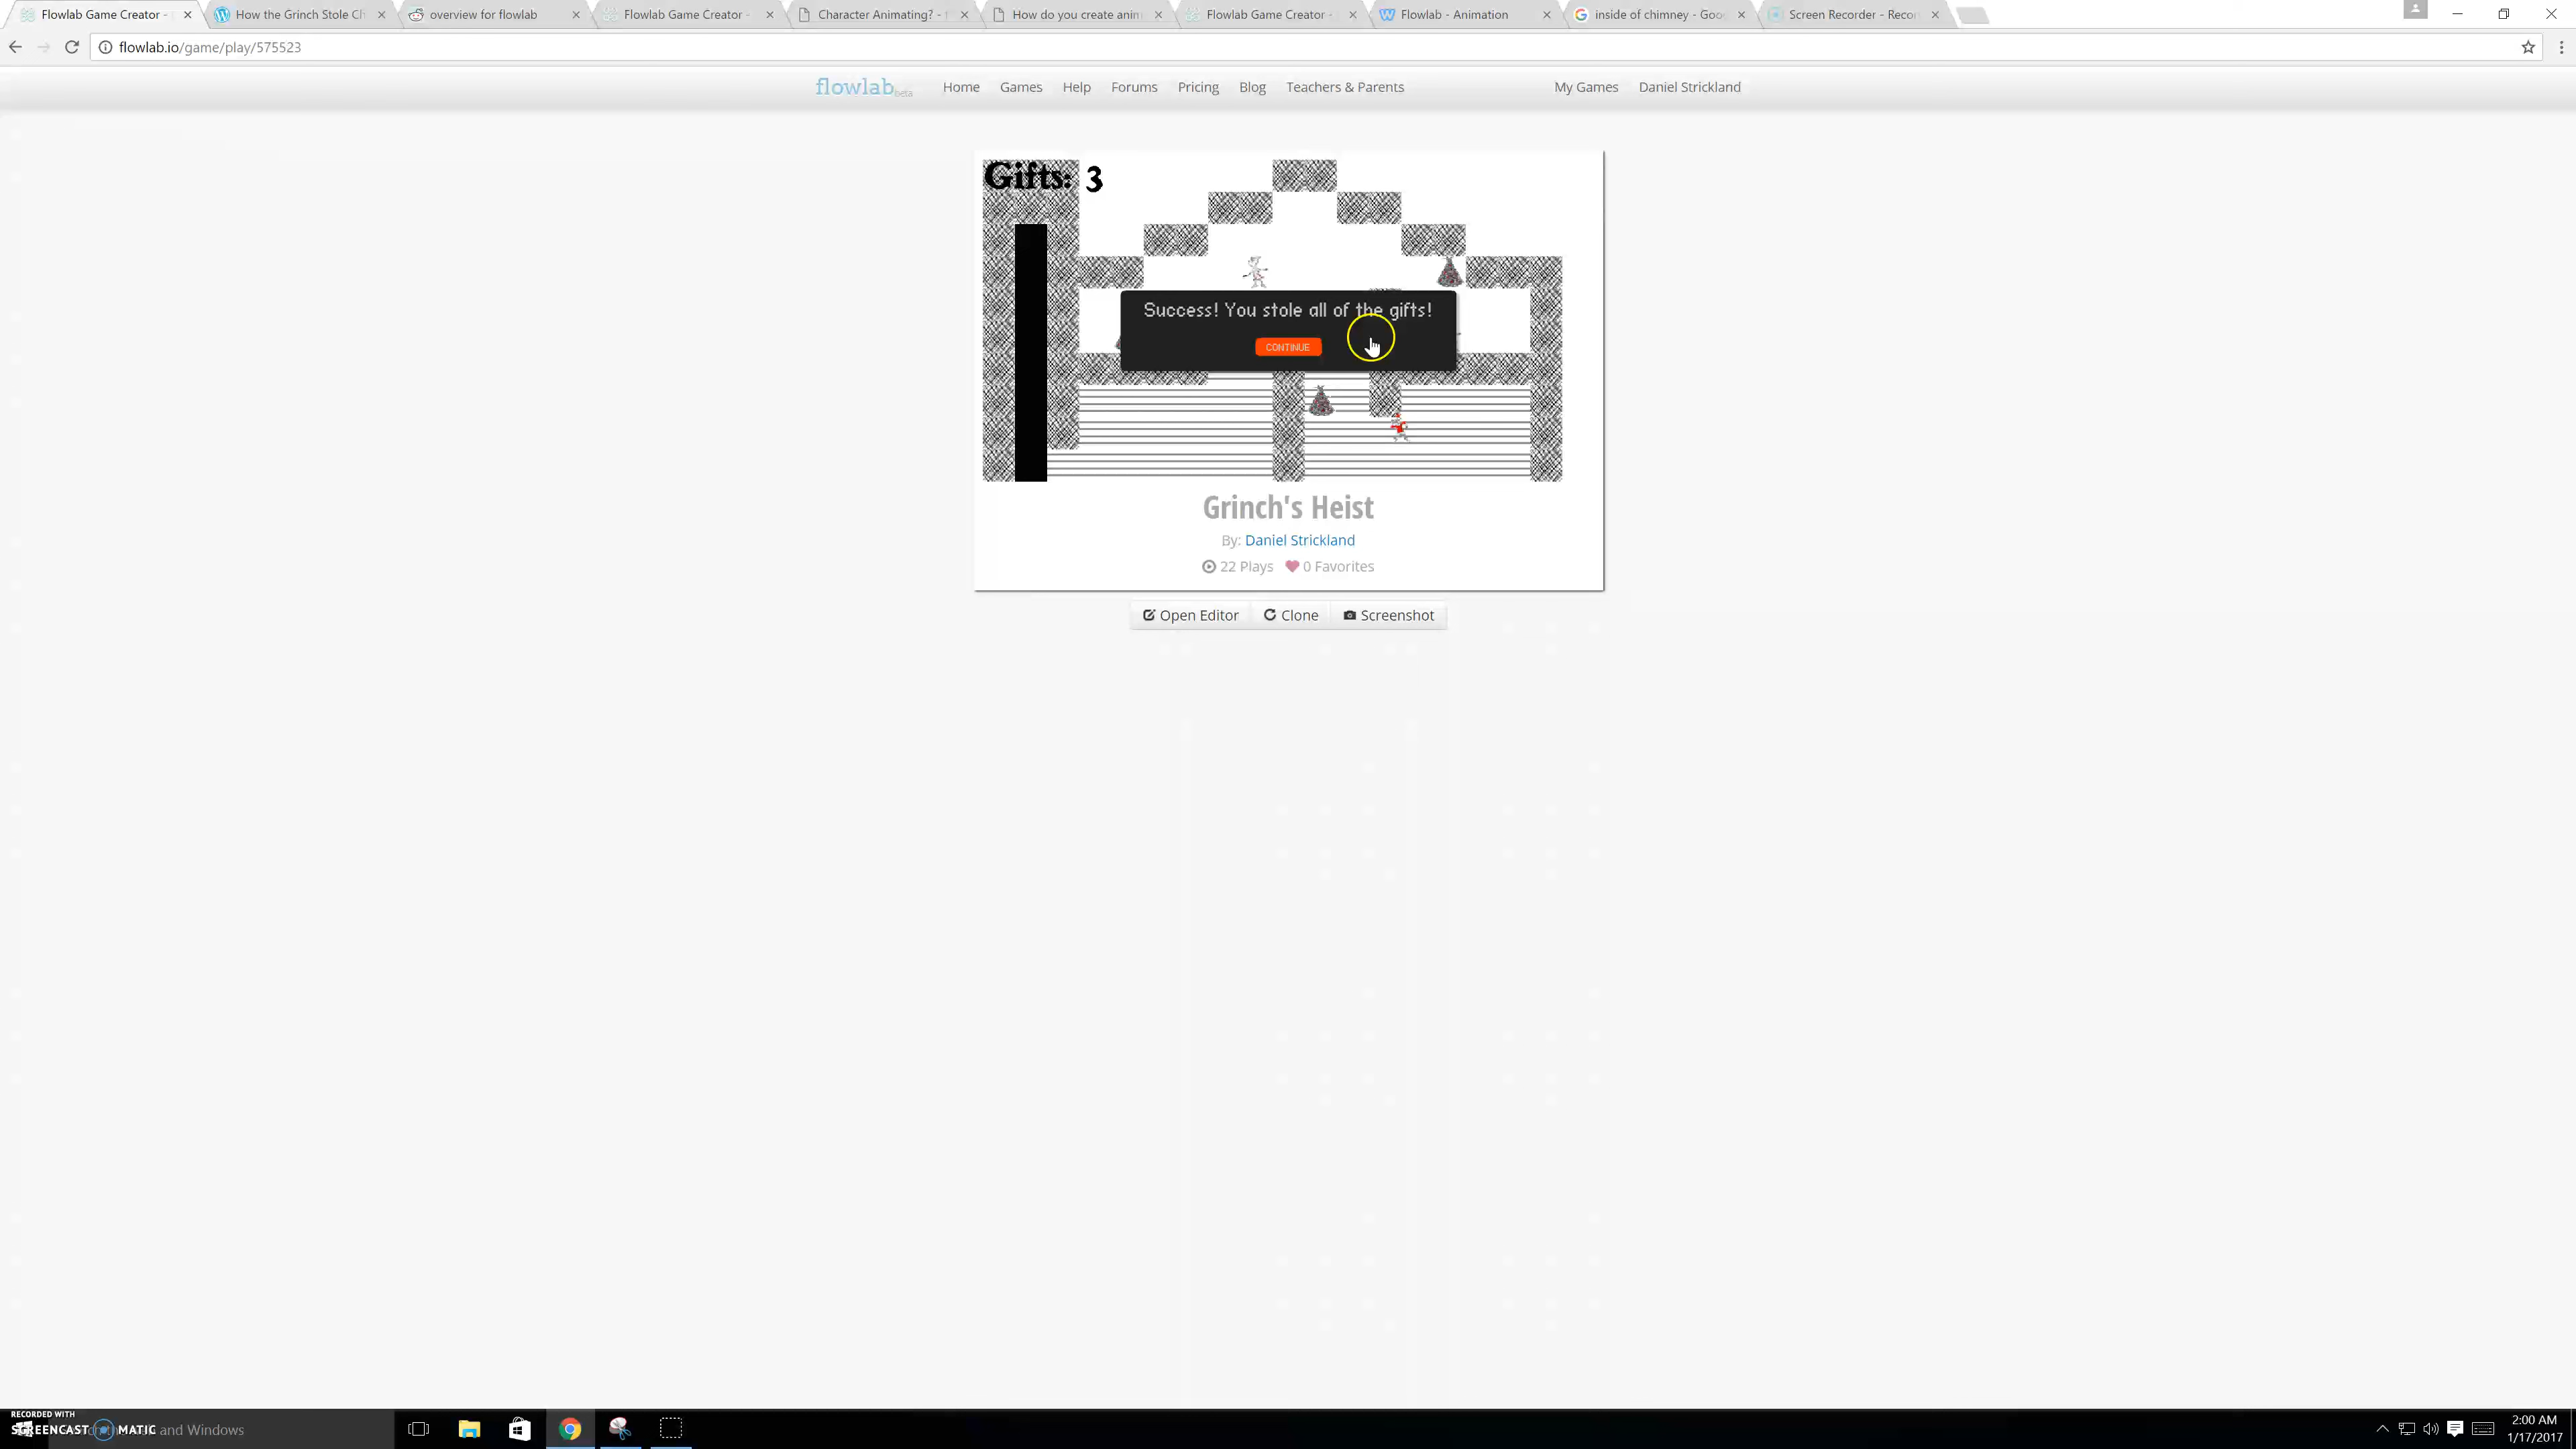 Flowlab Game Creator -
How the Grinch Stole Ch
overview for flowlab
Flowlab Game Creator -
Character Animating? -
How do you create anim
Flowlab Game Creator -
Flowlab - Animation
inside of chimney - Goo
Screen Recorder - Recor
flowlab.io/game/play/575523
flowlab beta
Home Games Help Forums Pricing Blog Teachers & Parents My Games Daniel Strickland
Gifts: 3
Success! You stole all of the gifts!
CONTINUE
Grinch's Heist
By: Daniel Strickland
22 Plays 0 Favorites
Open Editor Clone Screenshot
RECORDED WITH
SCREENCAST MATIC and Windows
2:00 AM
1/17/2017